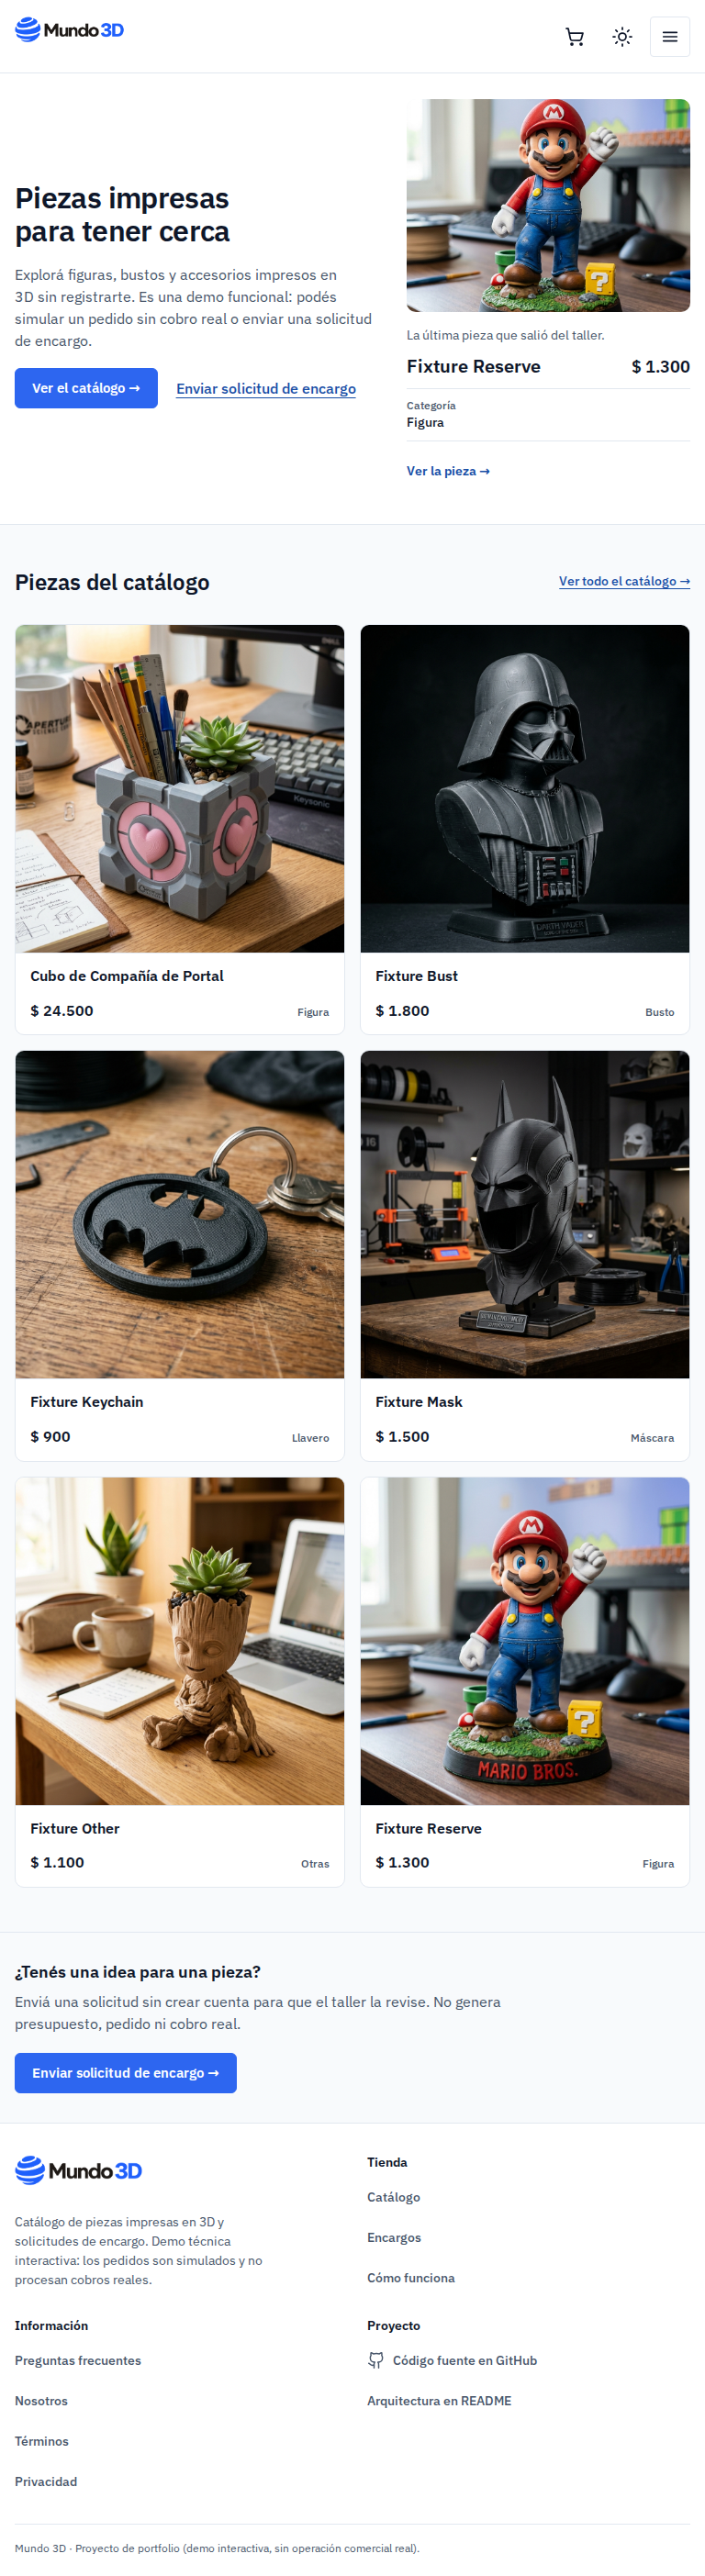 Mundo 3D
Piezas impresas
para tener cerca
Explorá figuras, bustos y accesorios impresos en
3D sin registrarte. Es una demo funcional: podés
simular un pedido sin cobro real o enviar una solicitud
de encargo.
Ver el catálogo →
Enviar solicitud de encargo
La última pieza que salió del taller.
Fixture Reserve
$ 1.300
Categoría
Figura
Ver la pieza →
Piezas del catálogo
Ver todo el catálogo →
APERTURE
Keysonic
DARTH VADER
Cubo de Compañía de Portal
$ 24.500
Figura
Fixture Bust
$ 1.800
Busto
Fixture Keychain
$ 900
Llavero
Fixture Mask
$ 1.500
Máscara
M
?
MARIO BROS.
Fixture Other
$ 1.100
Otras
Fixture Reserve
$ 1.300
Figura
¿Tenés una idea para una pieza?
Enviá una solicitud sin crear cuenta para que el taller la revise. No genera
presupuesto, pedido ni cobro real.
Enviar solicitud de encargo →
Mundo 3D
Catálogo de piezas impresas en 3D y
solicitudes de encargo. Demo técnica
interactiva: los pedidos son simulados y no
procesan cobros reales.
Tienda
Catálogo
Encargos
Cómo funciona
Información
Preguntas frecuentes
Nosotros
Términos
Privacidad
Proyecto
Código fuente en GitHub
Arquitectura en README
Mundo 3D · Proyecto de portfolio (demo interactiva, sin operación comercial real).